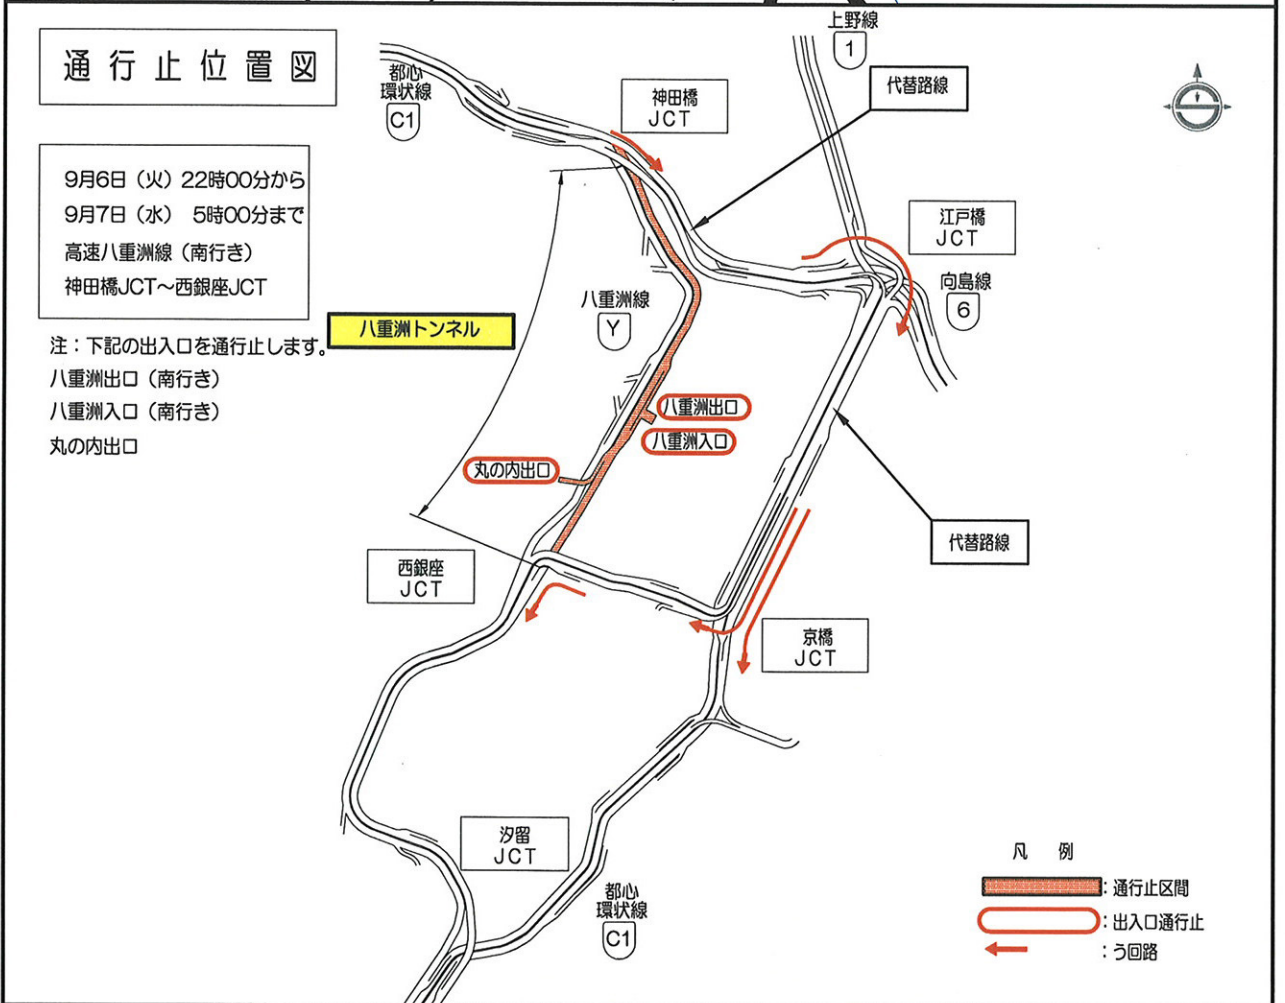 通行止位置図
9月6日（火）22時00分から
9月7日（水） 5時00分まで
高速八重洲線（南行き）
神田橋JCT～西銀座JCT
注：下記の出入口を通行止します。
八重洲出口（南行き）
八重洲入口（南行き）
丸の内出口
八重洲トンネル
都心
環状線
C1
神田橋
JCT
上野線
1
代替路線
江戸橋
JCT
向島線
6
八重洲線
Y
八重洲出口
八重洲入口
丸の内出口
代替路線
西銀座
JCT
京橋
JCT
汐留
JCT
都心
環状線
C1
凡 例
：通行止区間
：出入口通行止
：う回路